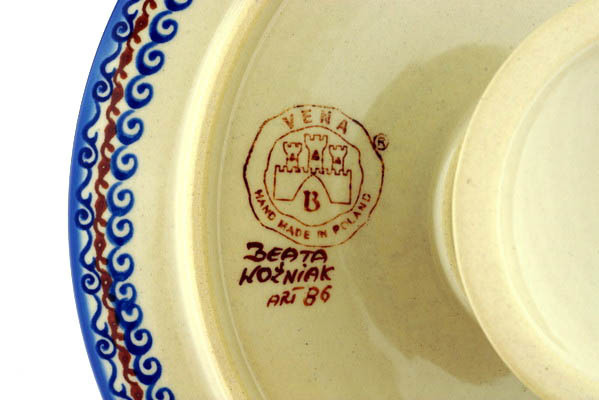 VENA
®
B
HAND MADE IN POLAND
BEATA
WOŹNIAK
ART 86